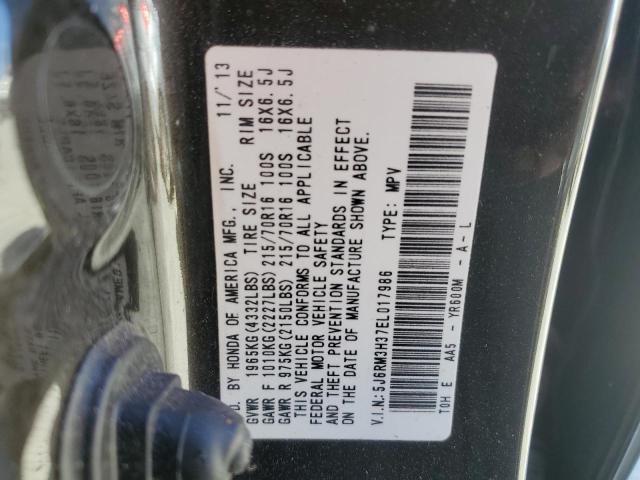 D. BY HONDA OF AMERICA MFG., INC. 11/'13
GVWR 1965KG(4332LBS) TIRE SIZE RIM SIZE
GAWR F 1010KG(2227LBS) 215/70R16 100S 16X6.5J
GAWR R 975KG(2150LBS) 215/70R16 100S 16X6.5J
THIS VEHICLE CONFORMS TO ALL APPLICABLE
FEDERAL MOTOR VEHICLE SAFETY
AND THEFT PREVENTION STANDARDS IN EFFECT
ON THE DATE OF MANUFACTURE SHOWN ABOVE.
V.I.N:5J6RM3H37EL017986 TYPE: MPV
TOH E AA5 - YR600M - A - L